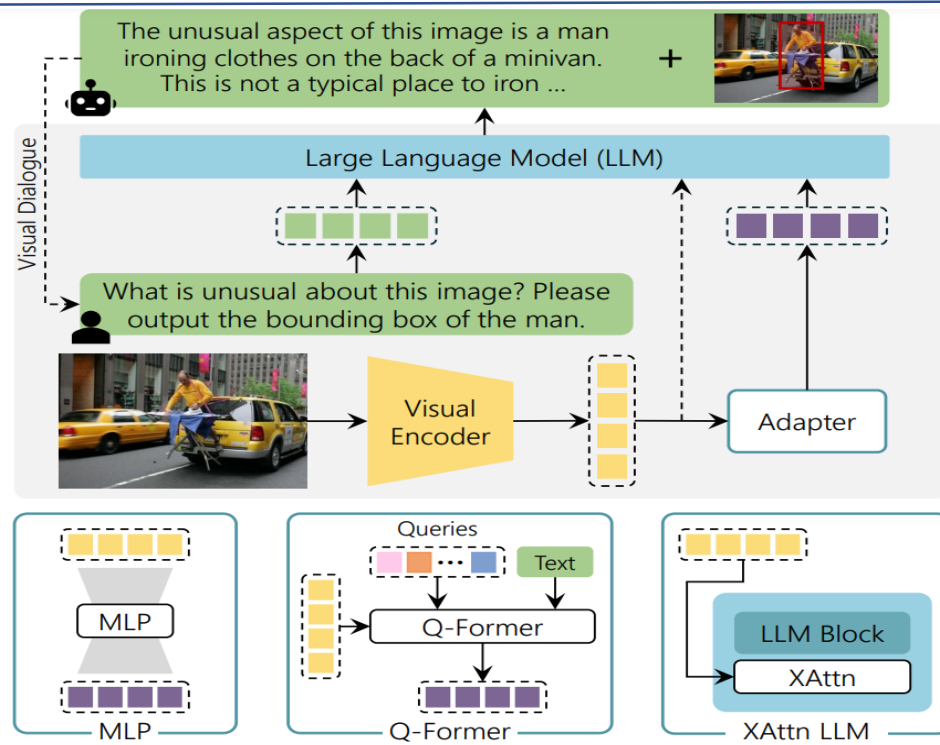 The unusual aspect of this image is a man
ironing clothes on the back of a minivan.
This is not a typical place to iron ...
+
Visual Dialogue
Large Language Model (LLM)
What is unusual about this image? Please
output the bounding box of the man.
Visual
Encoder
Adapter
MLP
MLP
Queries
...
Text
Q-Former
Q-Former
LLM Block
XAttn
XAttn LLM